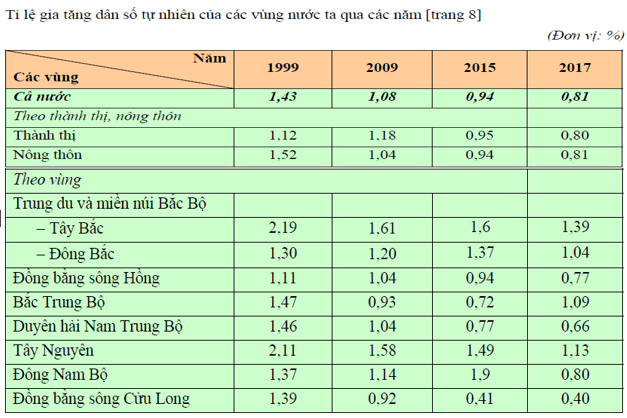 Tỉ lệ gia tăng dân số tự nhiên của các vùng nước ta qua các năm [trang 8]
(Đơn vị: %)
Năm
Các vùng 1999 2009 2015 2017
Cả nước 1,43 1,08 0,94 0,81
Theo thành thị, nông thôn
Thành thị 1,12 1,18 0,95 0,80
Nông thôn 1,52 1,04 0,94 0,81
Theo vùng
Trung du và miền núi Bắc Bộ
– Tây Bắc 2,19 1,61 1,6 1,39
– Đông Bắc 1,30 1,20 1,37 1,04
Đồng bằng sông Hồng 1,11 1,04 0,94 0,77
Bắc Trung Bộ 1,47 0,93 0,72 1,09
Duyên hải Nam Trung Bộ 1,46 1,04 0,77 0,66
Tây Nguyên 2,11 1,58 1,49 1,13
Đông Nam Bộ 1,37 1,14 1,9 0,80
Đồng bằng sông Cửu Long 1,39 0,92 0,41 0,40